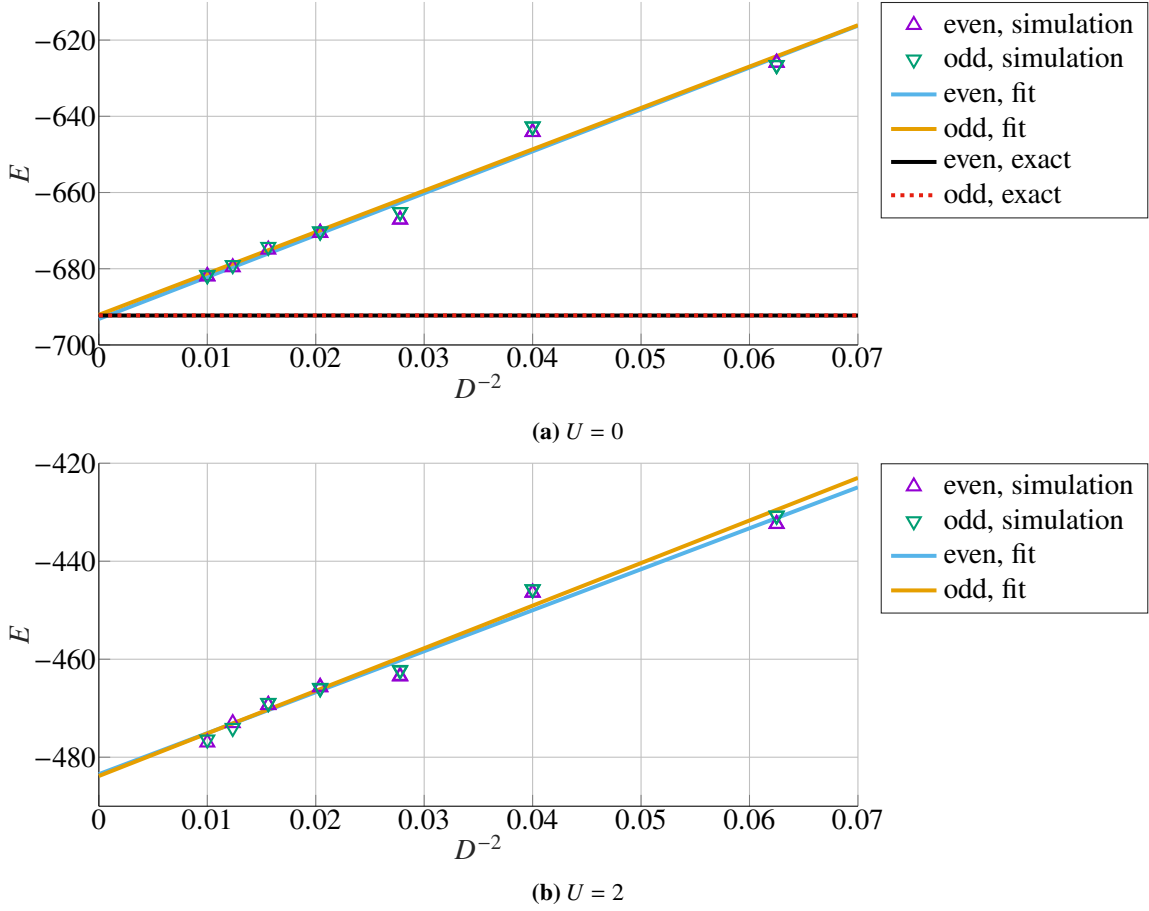 −620
−640
−660
−680
−700
E
0
0.01
0.02
0.03
0.04
0.05
0.06
0.07
D⁻²
even, simulation
odd, simulation
even, fit
odd, fit
even, exact
odd, exact
(a) U = 0
−420
−440
−460
−480
E
0
0.01
0.02
0.03
0.04
0.05
0.06
0.07
D⁻²
even, simulation
odd, simulation
even, fit
odd, fit
(b) U = 2